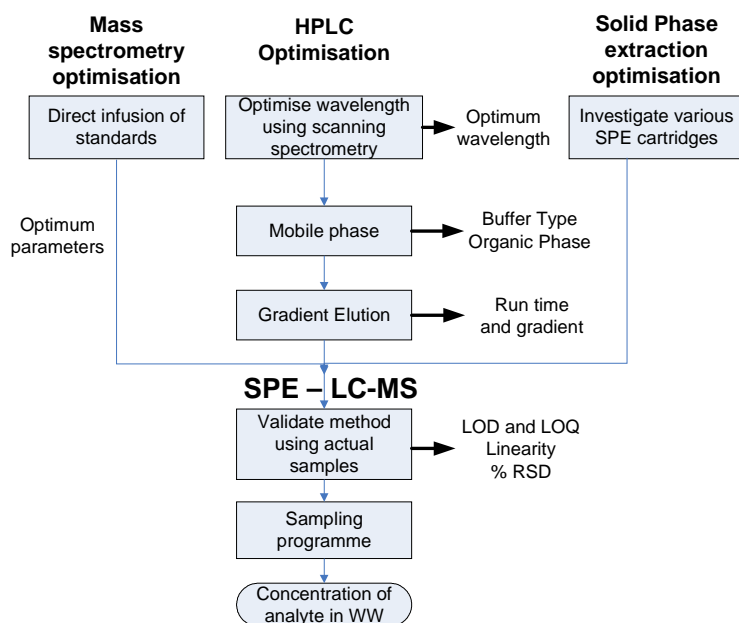 Mass
spectrometry
optimisation
HPLC
Optimisation
Solid Phase
extraction
optimisation
Direct infusion of
standards
Optimise wavelength
using scanning
spectrometry
Optimum
wavelength
Investigate various
SPE cartridges
Optimum
parameters
Mobile phase
Buffer Type
Organic Phase
Gradient Elution
Run time
and gradient
SPE – LC-MS
Validate method
using actual
samples
LOD and LOQ
Linearity
% RSD
Sampling
programme
Concentration of
analyte in WW